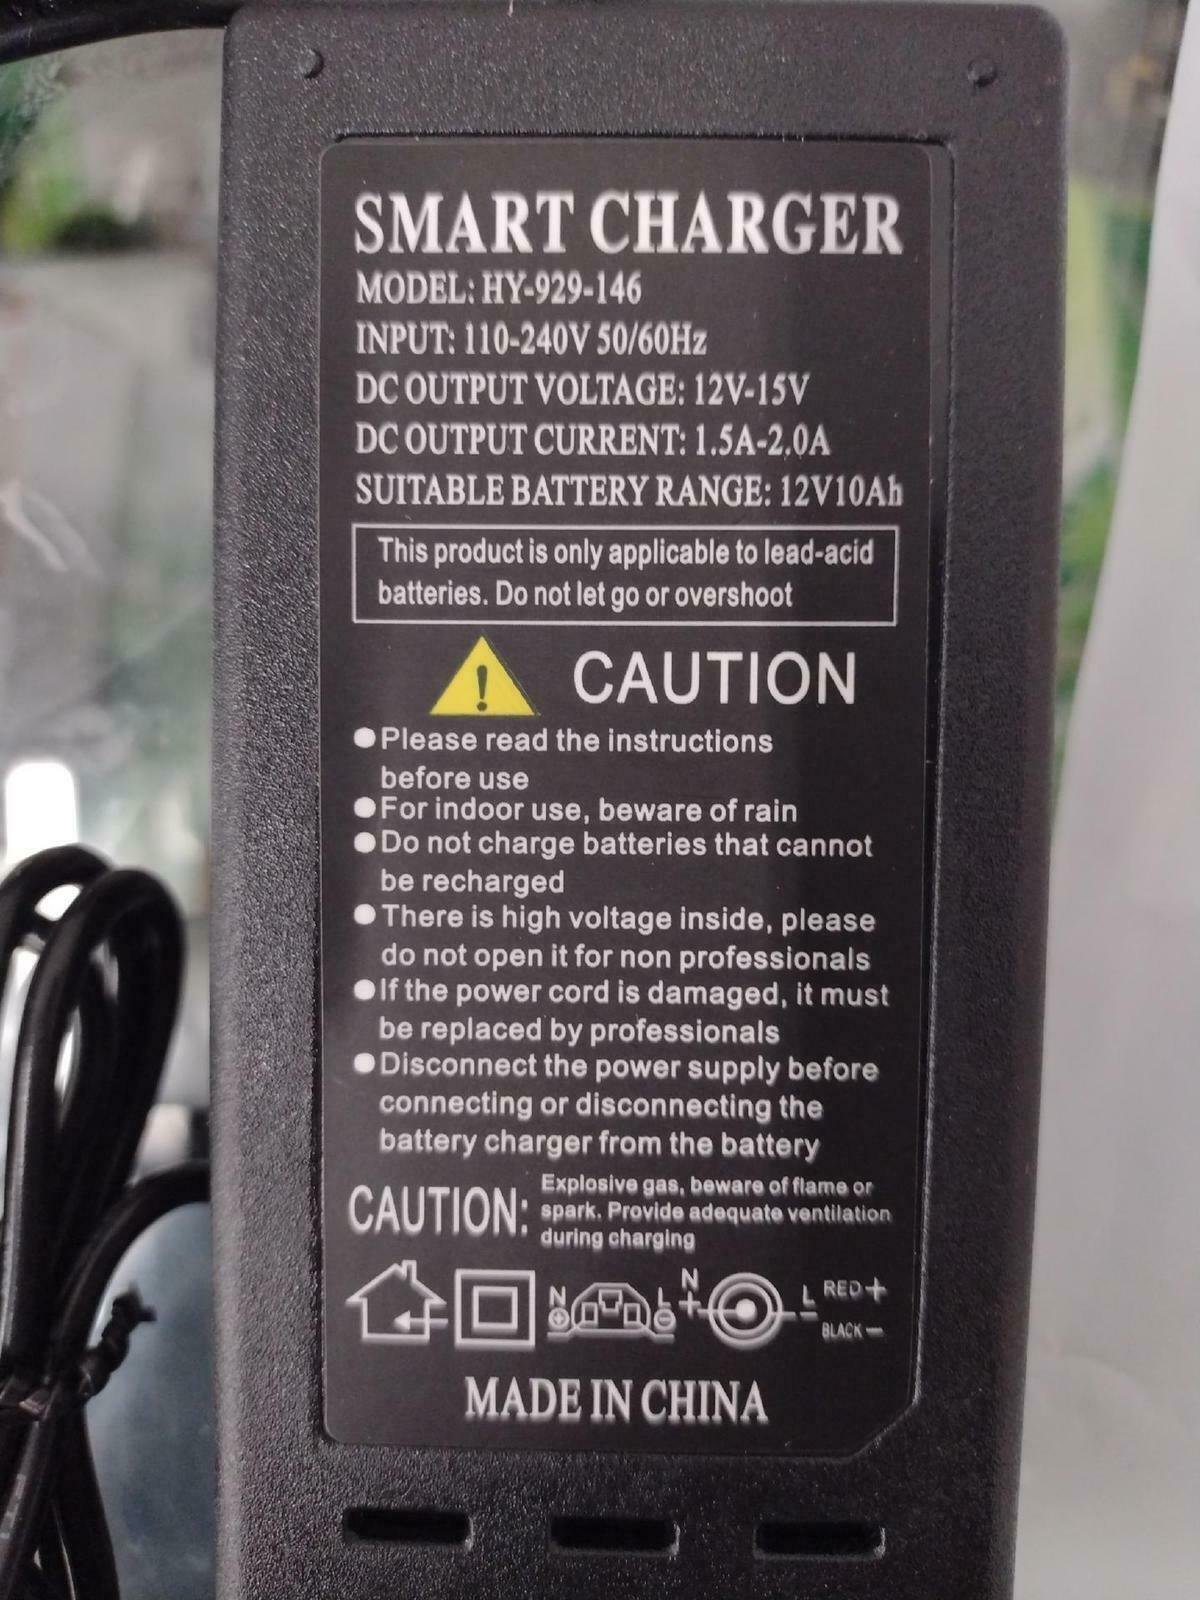 SMART CHARGER
MODEL: HY-929-146
INPUT: 110-240V 50/60Hz
DC OUTPUT VOLTAGE: 12V-15V
DC OUTPUT CURRENT: 1.5A-2.0A
SUITABLE BATTERY RANGE: 12V10Ah
This product is only applicable to lead-acid
batteries. Do not let go or overshoot
! CAUTION
●Please read the instructions
before use
●For indoor use, beware of rain
●Do not charge batteries that cannot
be recharged
●There is high voltage inside, please
do not open it for non professionals
●If the power cord is damaged, it must
be replaced by professionals
●Disconnect the power supply before
connecting or disconnecting the
battery charger from the battery
CAUTION: Explosive gas, beware of flame or
spark. Provide adequate ventilation
during charging
N L N + L - RED +
BLACK -
MADE IN CHINA